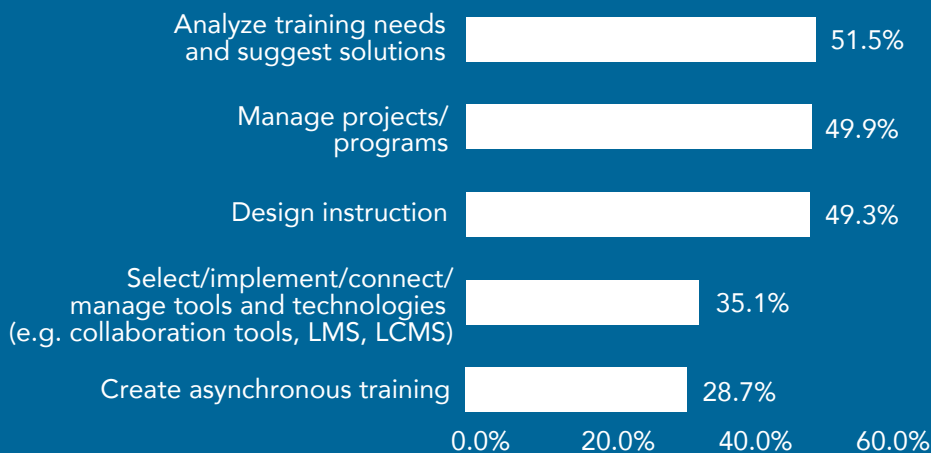 Analyze training needs
and suggest solutions
51.5%
Manage projects/
programs
49.9%
Design instruction
49.3%
Select/implement/connect/
manage tools and technologies
(e.g. collaboration tools, LMS, LCMS)
35.1%
Create asynchronous training
28.7%
0.0% 20.0% 40.0% 60.0%